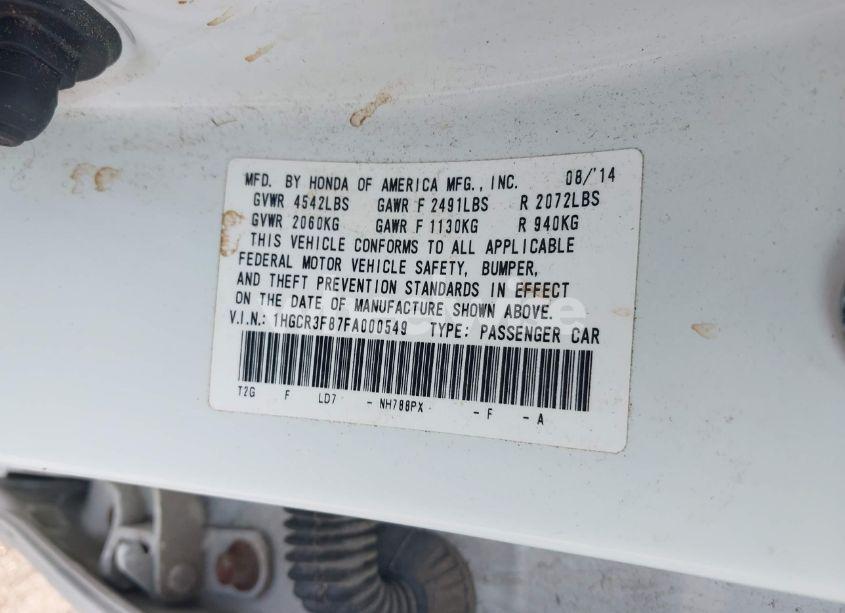 MFD. BY HONDA OF AMERICA MFG., INC. 08/'14
GVWR 4542LBS GAWR F 2491LBS R 2072LBS
GVWR 2060KG GAWR F 1130KG R 940KG
THIS VEHICLE CONFORMS TO ALL APPLICABLE
FEDERAL MOTOR VEHICLE SAFETY, BUMPER,
AND THEFT PREVENTION STANDARDS IN EFFECT
ON THE DATE OF MANUFACTURE SHOWN ABOVE.
V.I.N.: 1HGCR3F87FA000549 TYPE: PASSENGER CAR
T2G F LD7 - NH788PX - F - A